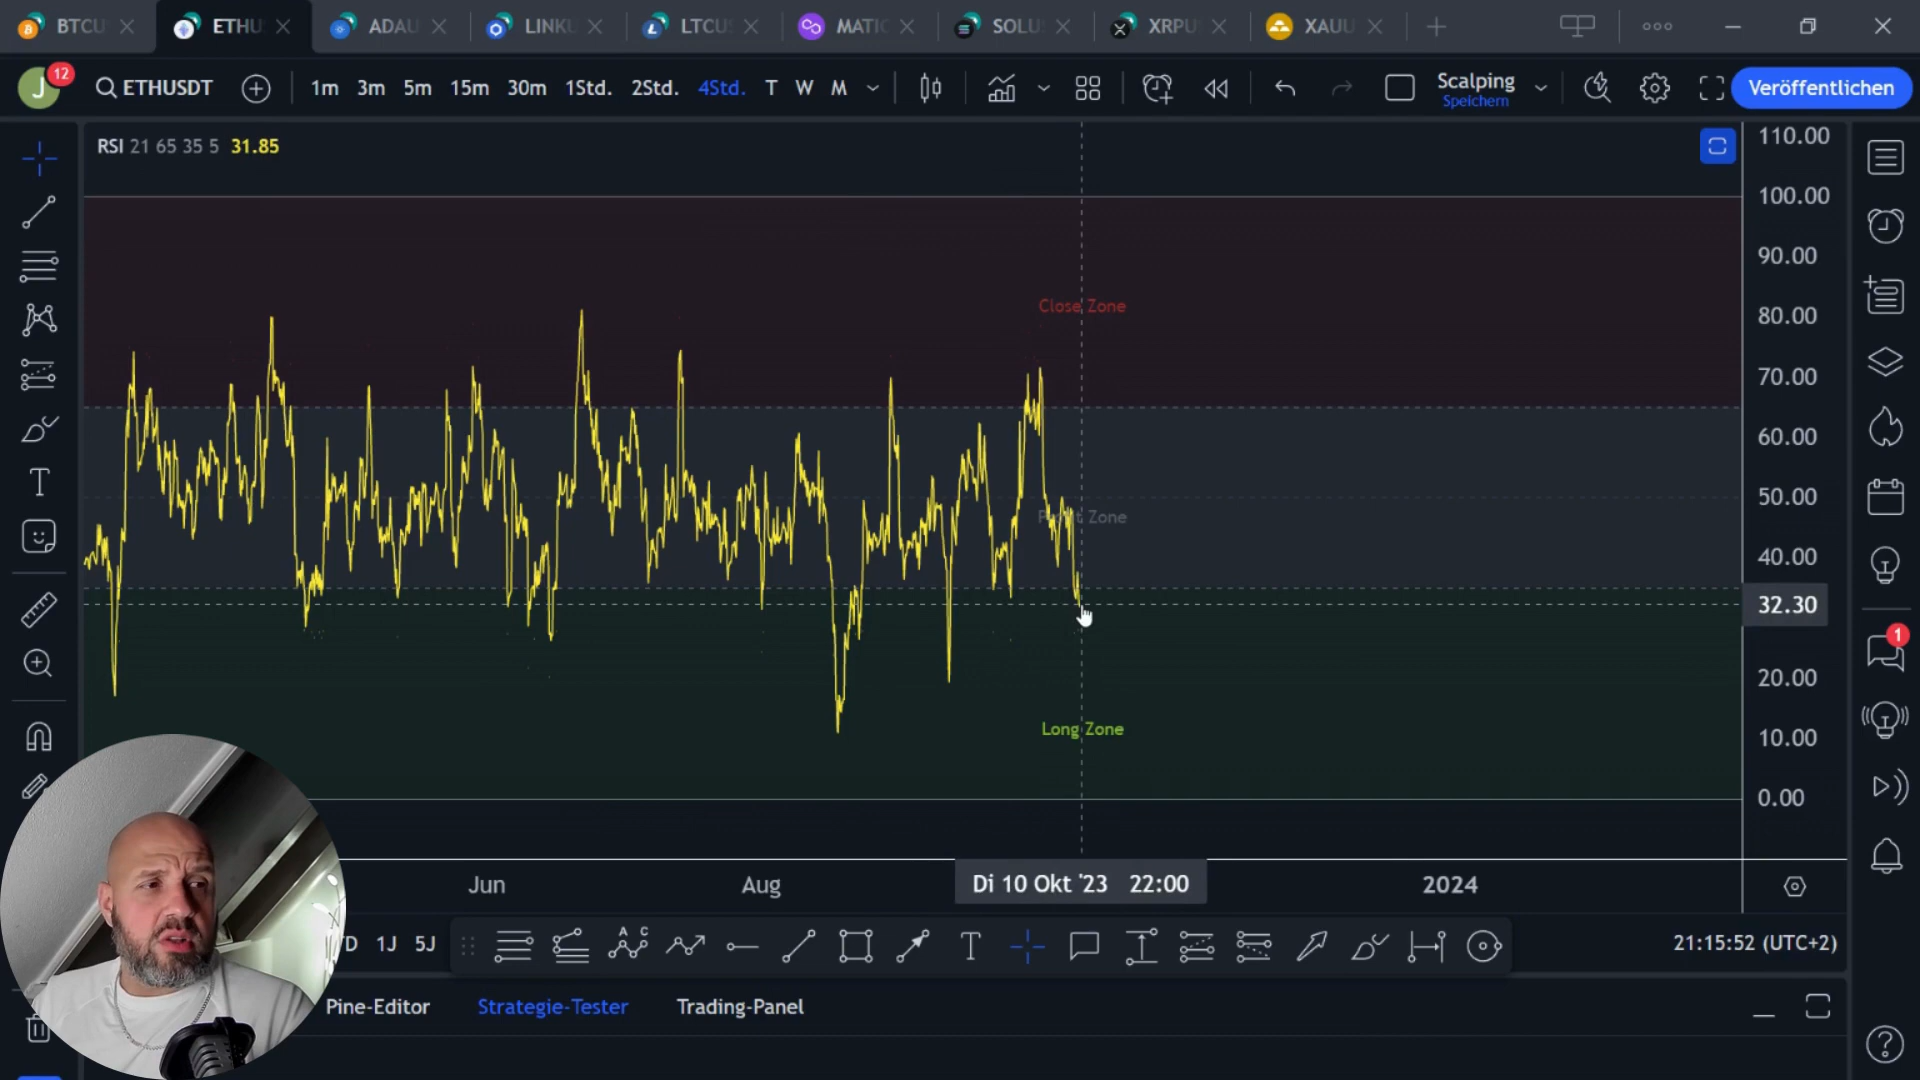 BTCU ETHU ADAU LINKU LTCU MATIC SOLU XRPU XAUU
J 12 ETHUSDT 1m 3m 5m 15m 30m 1Std. 2Std. 4Std. T W M Scalping Veröffentlichen
Speichern
RSI 21 65 35 5 31.85
110.00
100.00
90.00
Close Zone
80.00
70.00
60.00
50.00
Zone
40.00
32.30
1
20.00
Long Zone
10.00
0.00
Jun Aug Di 10 Okt '23 22:00 2024
D 1J 5J A C T 21:15:52 (UTC+2)
Pine-Editor Strategie-Tester Trading-Panel